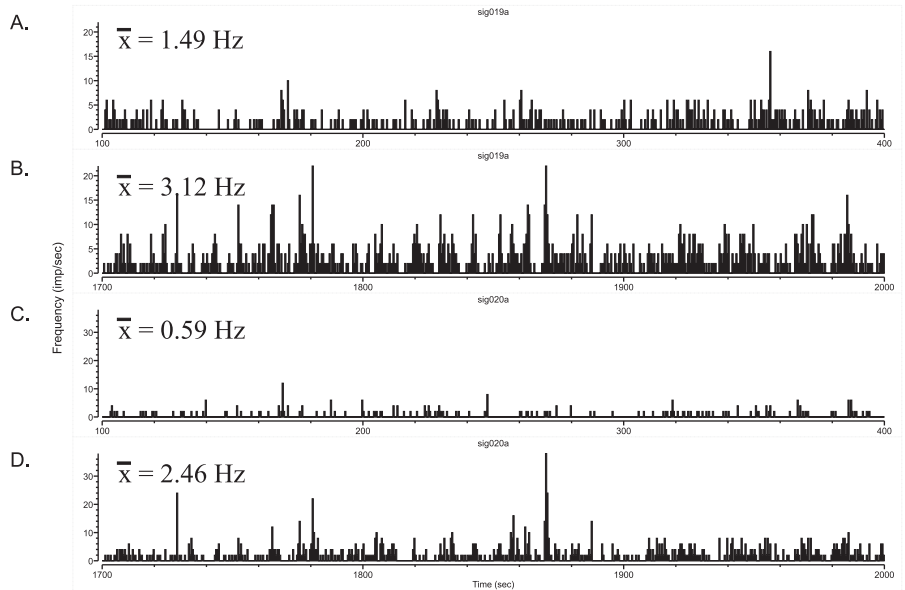 sig019a
A.
x̄ = 1.49 Hz
20
15
10
5
0
100 200 300 400
sig019a
B.
x̄ = 3.12 Hz
20
15
10
5
0
1700 1800 1900 2000
sig020a
C.
x̄ = 0.59 Hz
30
20
10
0
100 200 300 400
sig020a
D.
x̄ = 2.46 Hz
30
20
10
0
1700 1800 1900 2000
Time (sec)
Frequency (imp/sec)